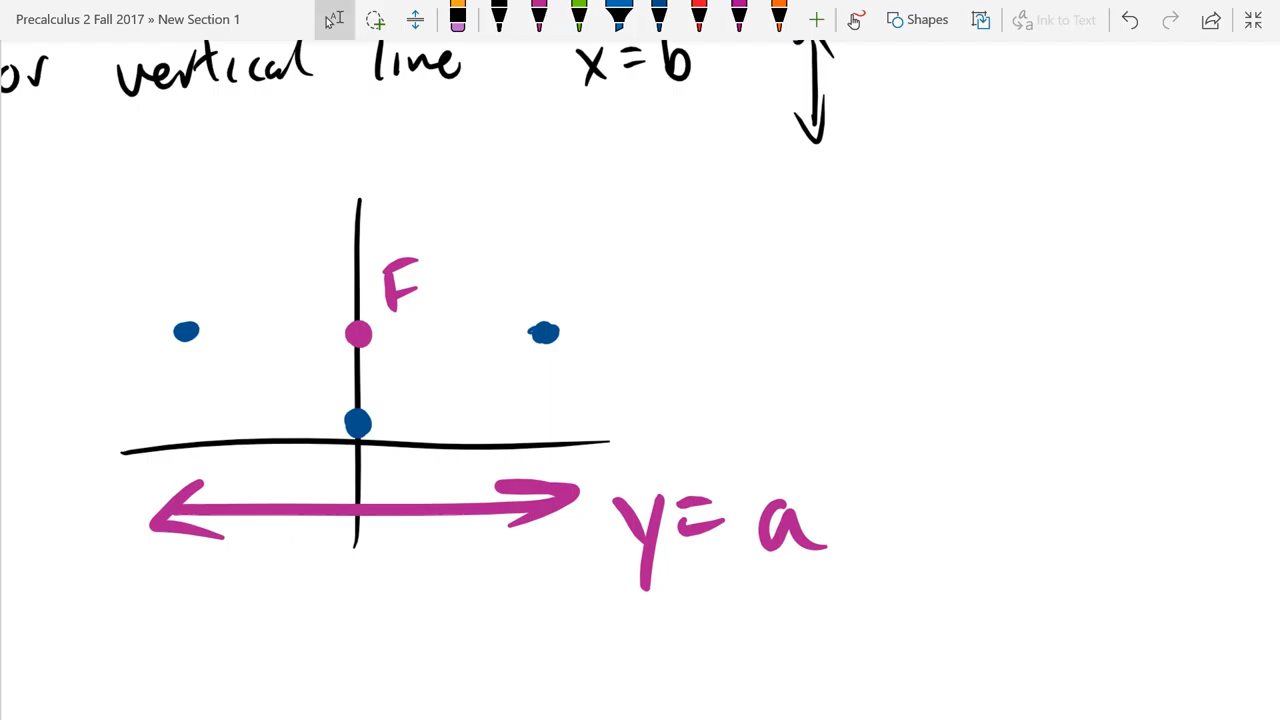 Precalculus 2 Fall 2017 » New Section 1
Shapes
Ink to Text
or vertical line x = b
F
y = a